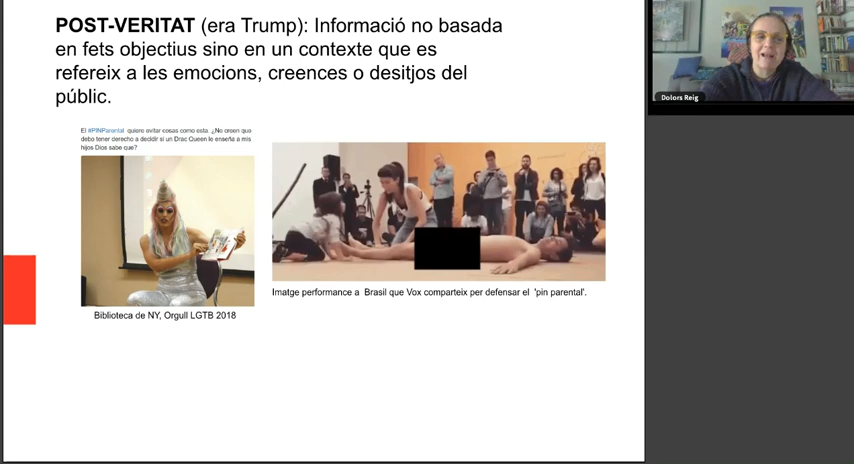 POST-VERITAT (era Trump): Informació no basada
en fets objectius sino en un context que es
refereix a les emocions, creences o desitjos del
públic.
El #PINParental quiere evitar cosas como esta. ¿No creen que
debo tener derecho a decidir si un Drac Queen le enseña a mis
hijos Dios sabe que?
Biblioteca de NY, Orgull LGTB 2018
Imatge performance a Brasil que Vox comparteix per defensar el 'pin parental'.
Dolors Reig